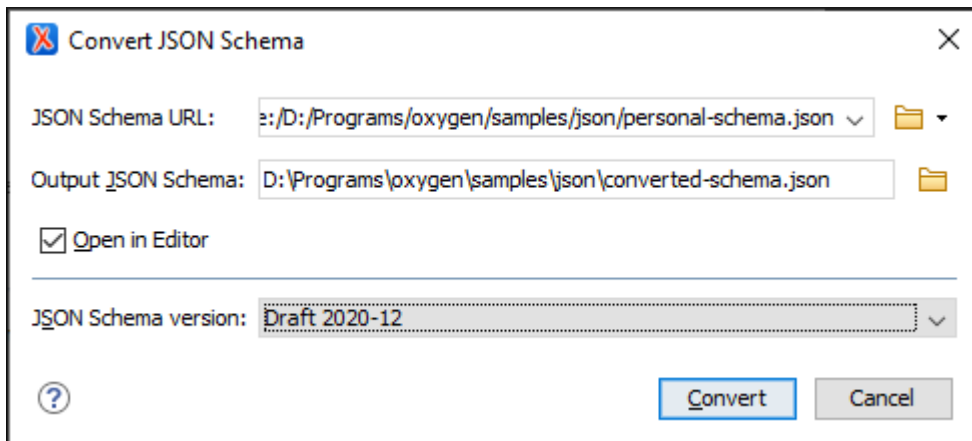 Convert JSON Schema
JSON Schema URL: e:/D:/Programs/oxygen/samples/json/personal-schema.json
Output JSON Schema: D:\Programs\oxygen\samples\json\converted-schema.json
Open in Editor
JSON Schema version: Draft 2020-12
? Convert Cancel